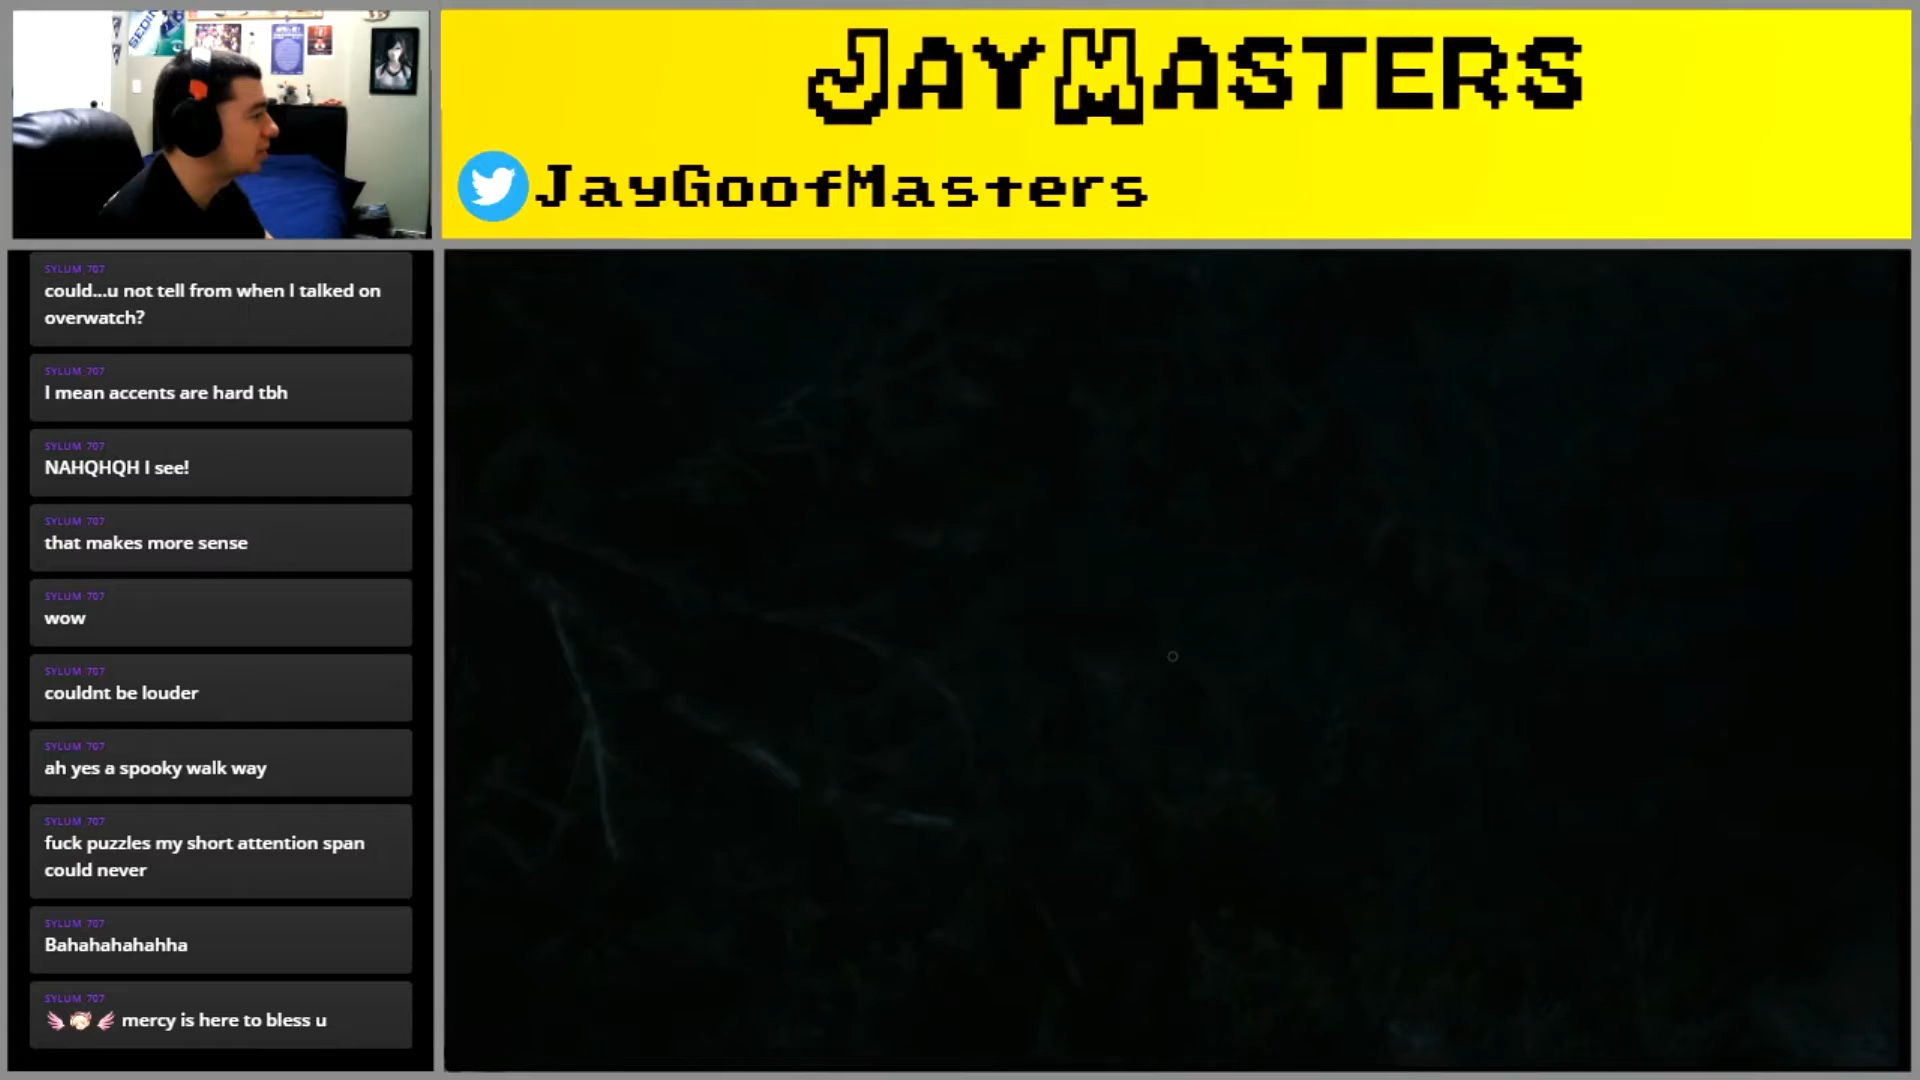 SEDIN
JAYMASTERS
JayGoofMasters
SYLUM_707
could...u not tell from when I talked on
overwatch?
SYLUM_707
I mean accents are hard tbh
SYLUM_707
NAHQHQH I see!
SYLUM_707
that makes more sense
SYLUM_707
wow
SYLUM_707
couldnt be louder
SYLUM_707
ah yes a spooky walk way
SYLUM_707
fuck puzzles my short attention span
could never
SYLUM_707
Bahahahahahha
SYLUM_707
mercy is here to bless u